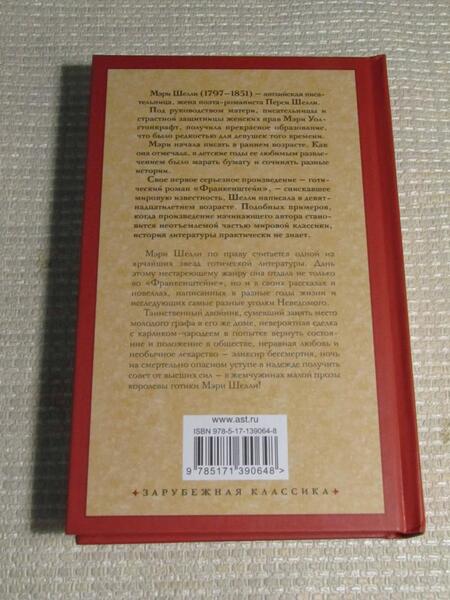 Мэри Шелли (1797–1851) – английская писа-
тельница, жена поэта-романтиста Перси Шелли.
Под руководством матери, писательницы и
страстной защитницы женских прав Мэри Уол-
стонкрафт, получила прекрасное образование,
что было редкостью для девушек того времени.
Мэри начала писать в раннем возрасте. Как
она отмечала, в детские годы ее любимым развле-
чением было марать бумагу и сочинять разные
истории.
Свое первое серьезное произведение – готи-
ческий роман «Франкенштейн», – снискавшее
мировую известность, Шелли написала в девят-
надцатилетнем возрасте. Подобных примеров,
когда произведение начинающего автора стано-
вится неотъемлемой частью мировой классики,
история литературы практически не знает.
Мэри Шелли по праву считается одной из
ярчайших звезд готической литературы. Дань
этому нестареющему жанру она отдала не только
во «Франкенштейне», но и в своих рассказах и
новеллах, написанных в разные годы жизни и
исследующих самые разные уголки Неведомого.
Таинственный двойник, сумевший занять место
молодого графа в его же доме, невероятная сделка
с карликом-чародеем в попытке вернуть состоя-
ние и положение в обществе, неравная любовь и
необычное лекарство – эликсир бессмертия, ночь
на смертельно опасном уступе в надежде получить
совет от высших сил – в жемчужинах малой прозы
королевы готики Мэри Шелли!
www.ast.ru
ISBN 978-5-17-139064-8
9 785171 390648 >
ЗАРУБЕЖНАЯ КЛАССИКА